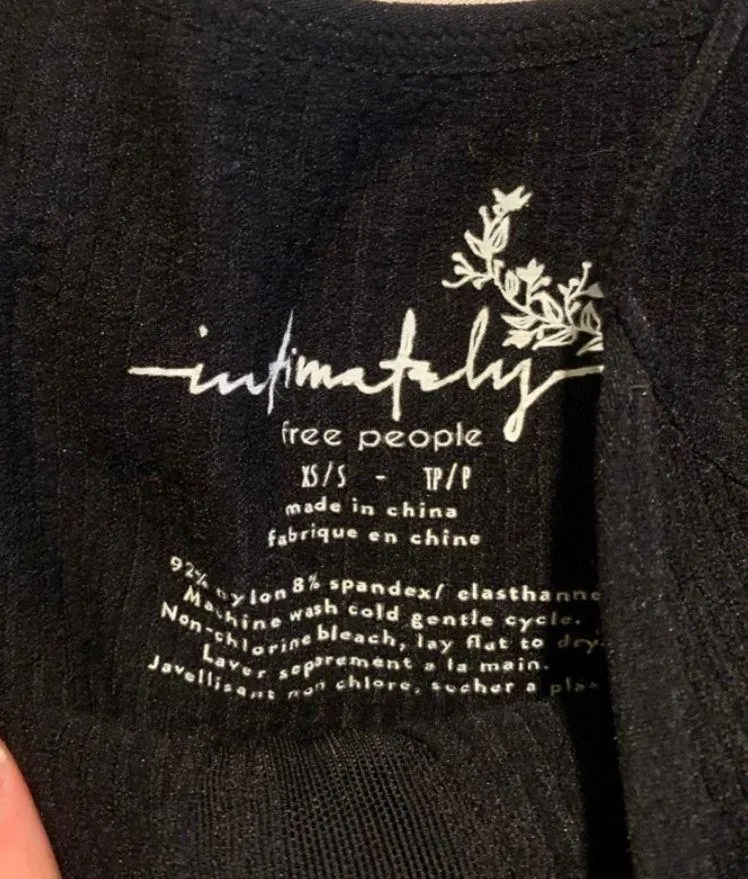 intimately
free people
XS/S - TP/P
made in china
fabrique en chine
92% nylon 8% spandex/ elasthanne
Machine wash cold gentle cycle.
Non-chlorine bleach, lay flat to dry.
Laver separement a la main.
Javellisant non chlore, secher a